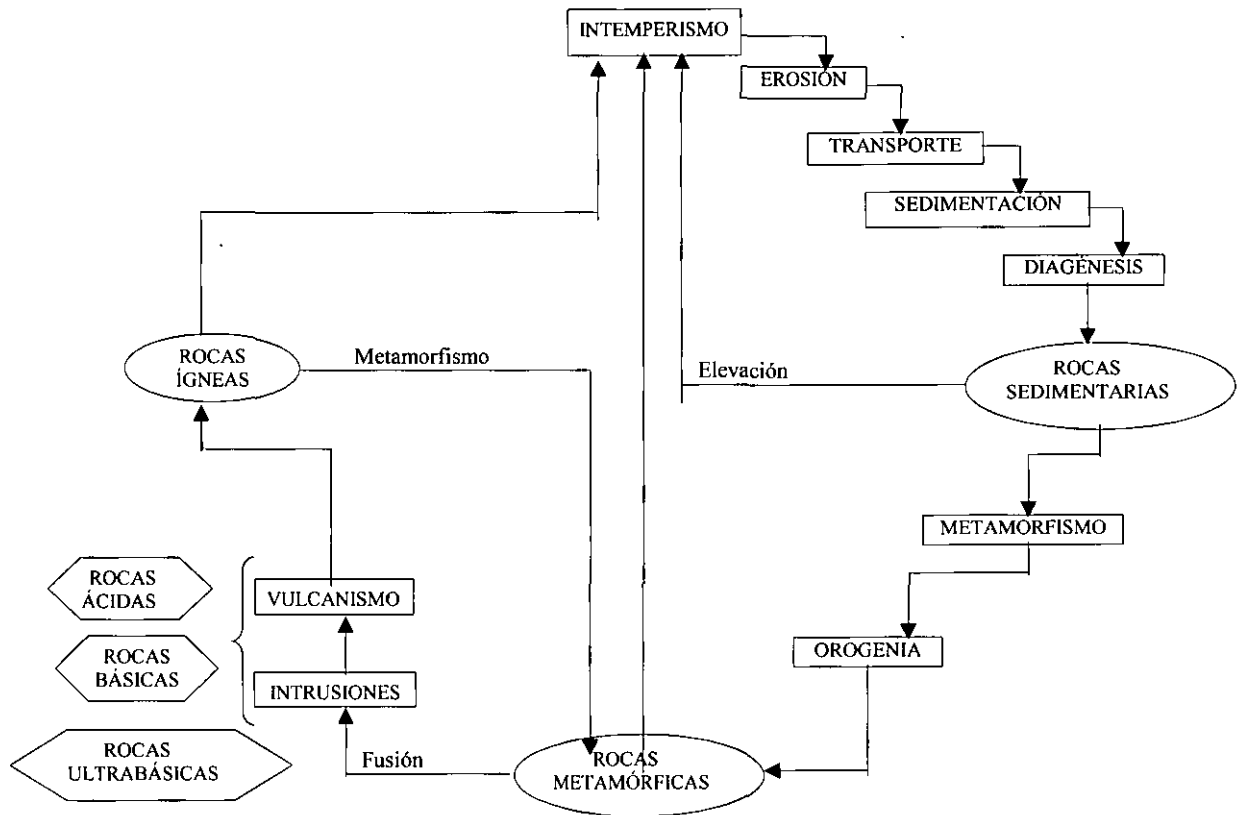 INTEMPERISMO
EROSIÓN
TRANSPORTE
SEDIMENTACIÓN
DIAGÉNESIS
ROCAS
ÍGNEAS
Metamorfismo
Elevación
ROCAS
SEDIMENTARIAS
METAMORFISMO
ROCAS
ÁCIDAS
VULCANISMO
OROGENIA
ROCAS
BÁSICAS
INTRUSIONES
ROCAS
ULTRABÁSICAS
Fusión
ROCAS
METAMÓRFICAS